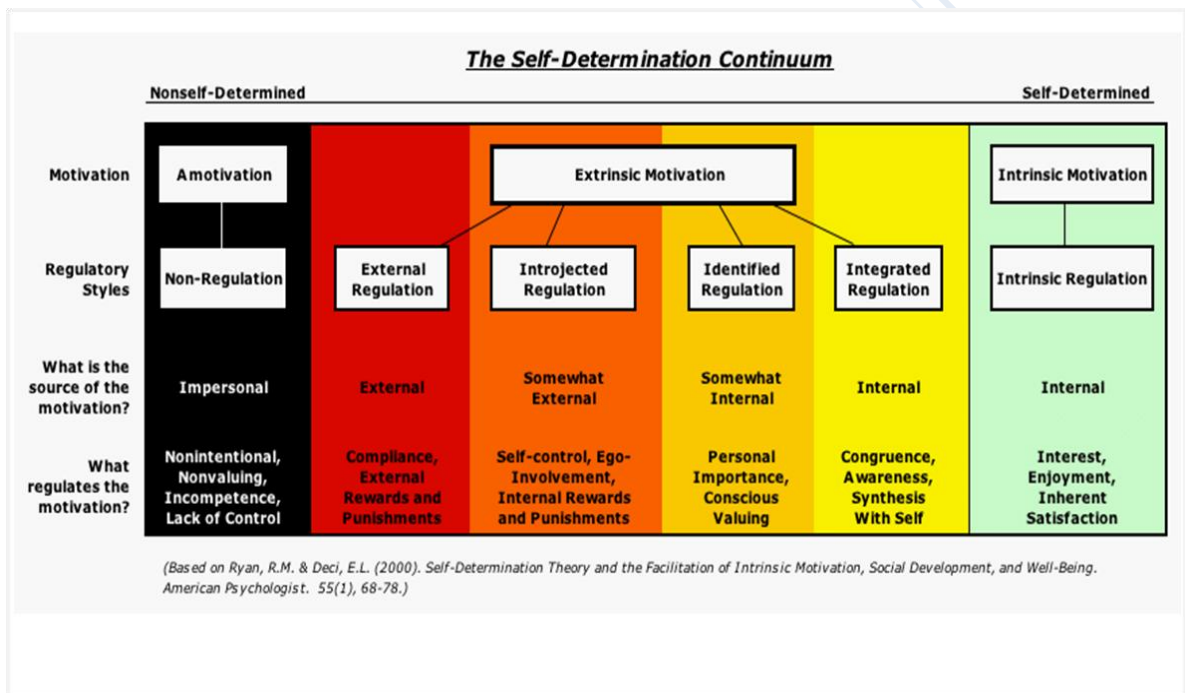 The Self-Determination Continuum
Nonself-Determined
Self-Determined
Motivation
Amotivation
Extrinsic Motivation
Intrinsic Motivation
Regulatory
Styles
Non-Regulation
External
Regulation
Introjected
Regulation
Identified
Regulation
Integrated
Regulation
Intrinsic Regulation
What is the
source of the
motivation?
Impersonal
External
Somewhat
External
Somewhat
Internal
Internal
Internal
What
regulates the
motivation?
Nonintentional,
Nonvaluing,
Incompetence,
Lack of Control
Compliance,
External
Rewards and
Punishments
Self-control, Ego-
Involvement,
Internal Rewards
and Punishments
Personal
Importance,
Conscious
Valuing
Congruence,
Awareness,
Synthesis
With Self
Interest,
Enjoyment,
Inherent
Satisfaction
(Based on Ryan, R.M. & Deci, E.L. (2000). Self-Determination Theory and the Facilitation of Intrinsic Motivation, Social Development, and Well-Being.
American Psychologist. 55(1), 68-78.)